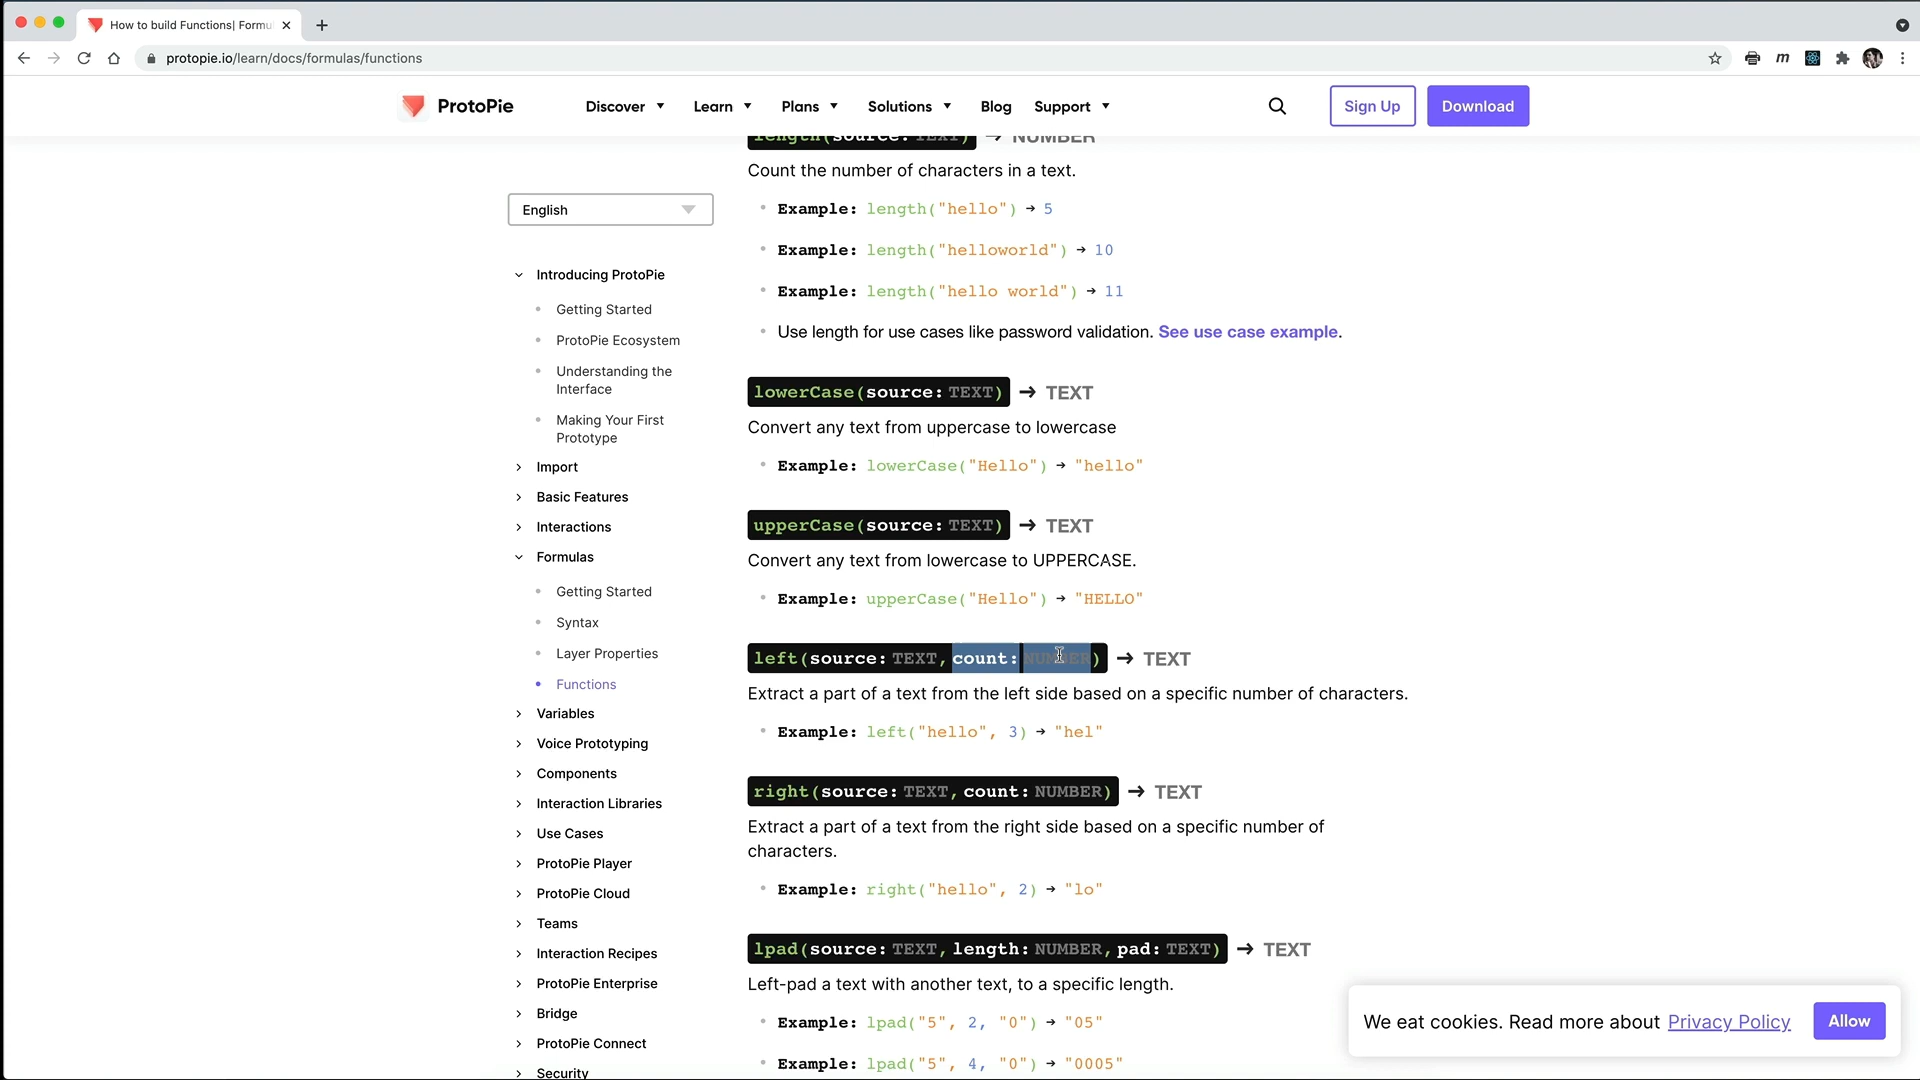 How to build Functions| Formu
protopie.io/learn/docs/formulas/functions
ProtoPie
Discover
Learn
Plans
Solutions
Blog
Support
Sign Up
Download
English
Introducing ProtoPie
Getting Started
ProtoPie Ecosystem
Understanding the
Interface
Making Your First
Prototype
Import
Basic Features
Interactions
Formulas
Getting Started
Syntax
Layer Properties
Functions
Variables
Voice Prototyping
Components
Interaction Libraries
Use Cases
ProtoPie Player
ProtoPie Cloud
Teams
Interaction Recipes
ProtoPie Enterprise
Bridge
ProtoPie Connect
Security
length(source: TEXT) → NUMBER
Count the number of characters in a text.
Example: length("hello") → 5
Example: length("helloworld") → 10
Example: length("hello world") → 11
Use length for use cases like password validation. See use case example.
lowerCase(source: TEXT) → TEXT
Convert any text from uppercase to lowercase
Example: lowerCase("Hello") → "hello"
upperCase(source: TEXT) → TEXT
Convert any text from lowercase to UPPERCASE.
Example: upperCase("Hello") → "HELLO"
left(source: TEXT, count: NUMBER) → TEXT
Extract a part of a text from the left side based on a specific number of characters.
Example: left("hello", 3) → "hel"
right(source: TEXT, count: NUMBER) → TEXT
Extract a part of a text from the right side based on a specific number of
characters.
Example: right("hello", 2) → "lo"
lpad(source: TEXT, length: NUMBER, pad: TEXT) → TEXT
Left-pad a text with another text, to a specific length.
Example: lpad("5", 2, "0") → "05"
Example: lpad("5", 4, "0") → "0005"
We eat cookies. Read more about Privacy Policy
Allow